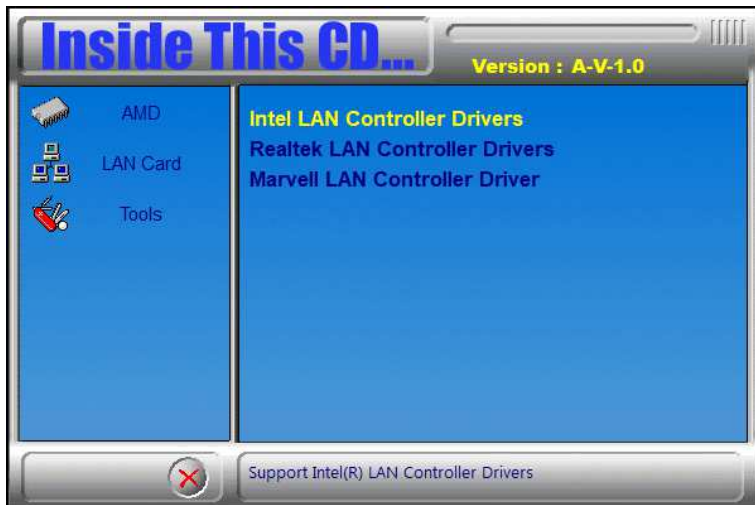 Inside This CD...
Version : A-V-1.0
AMD
LAN Card
Tools
Intel LAN Controller Drivers
Realtek LAN Controller Drivers
Marvell LAN Controller Driver
Support Intel(R) LAN Controller Drivers